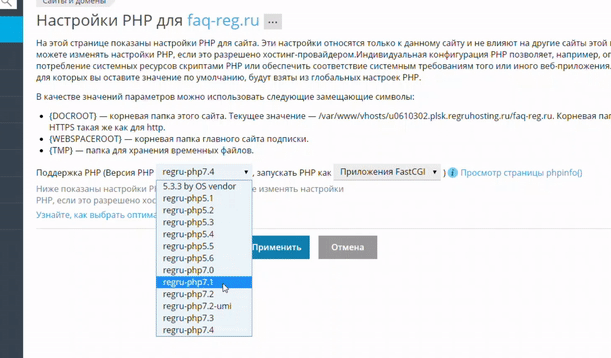 Сайты и домены
Настройки PHP для faq-reg.ru ...
На этой странице показаны настройки PHP для сайта. Эти настройки относятся только к данному сайту и не влияют на другие сайты этой
можете изменять настройки PHP, если это разрешено хостинг-провайдером.Индивидуальная конфигурация PHP позволяет, например, ог
потребление системных ресурсов скриптами PHP или обеспечить соответствие системным требованиям того или иного веб-приложения.
для которых вы оставите значение по умолчанию, будут взяты из глобальных настроек PHP.
В качестве значений параметров можно использовать следующие замещающие символы:
• {DOCROOT} — корневая папка этого сайта. Текущее значение — /var/www/vhosts/u0610302.plsk.regruhosting.ru/faq-reg.ru. Корневая пап
HTTPS такая же как для http.
• {WEBSPACEROOT} — корневая папка главного сайта подписки.
• {TMP} — папка для хранения временных файлов.
Поддержка PHP (Версия PHP regru-php7.4 , запускать PHP как Приложения FastCGI ) Просмотр страницы phpinfo()
Ниже показаны настройки PH е изменять настройки
PHP, если это разрешено хос
Узнайте, как выбрать оптима
5.3.3 by OS vendor
regru-php5.1
regru-php5.2
regru-php5.3
regru-php5.4
regru-php5.5
regru-php5.6
regru-php7.0
regru-php7.1
regru-php7.2
regru-php7.2-umi
regru-php7.3
regru-php7.4
Применить Отмена